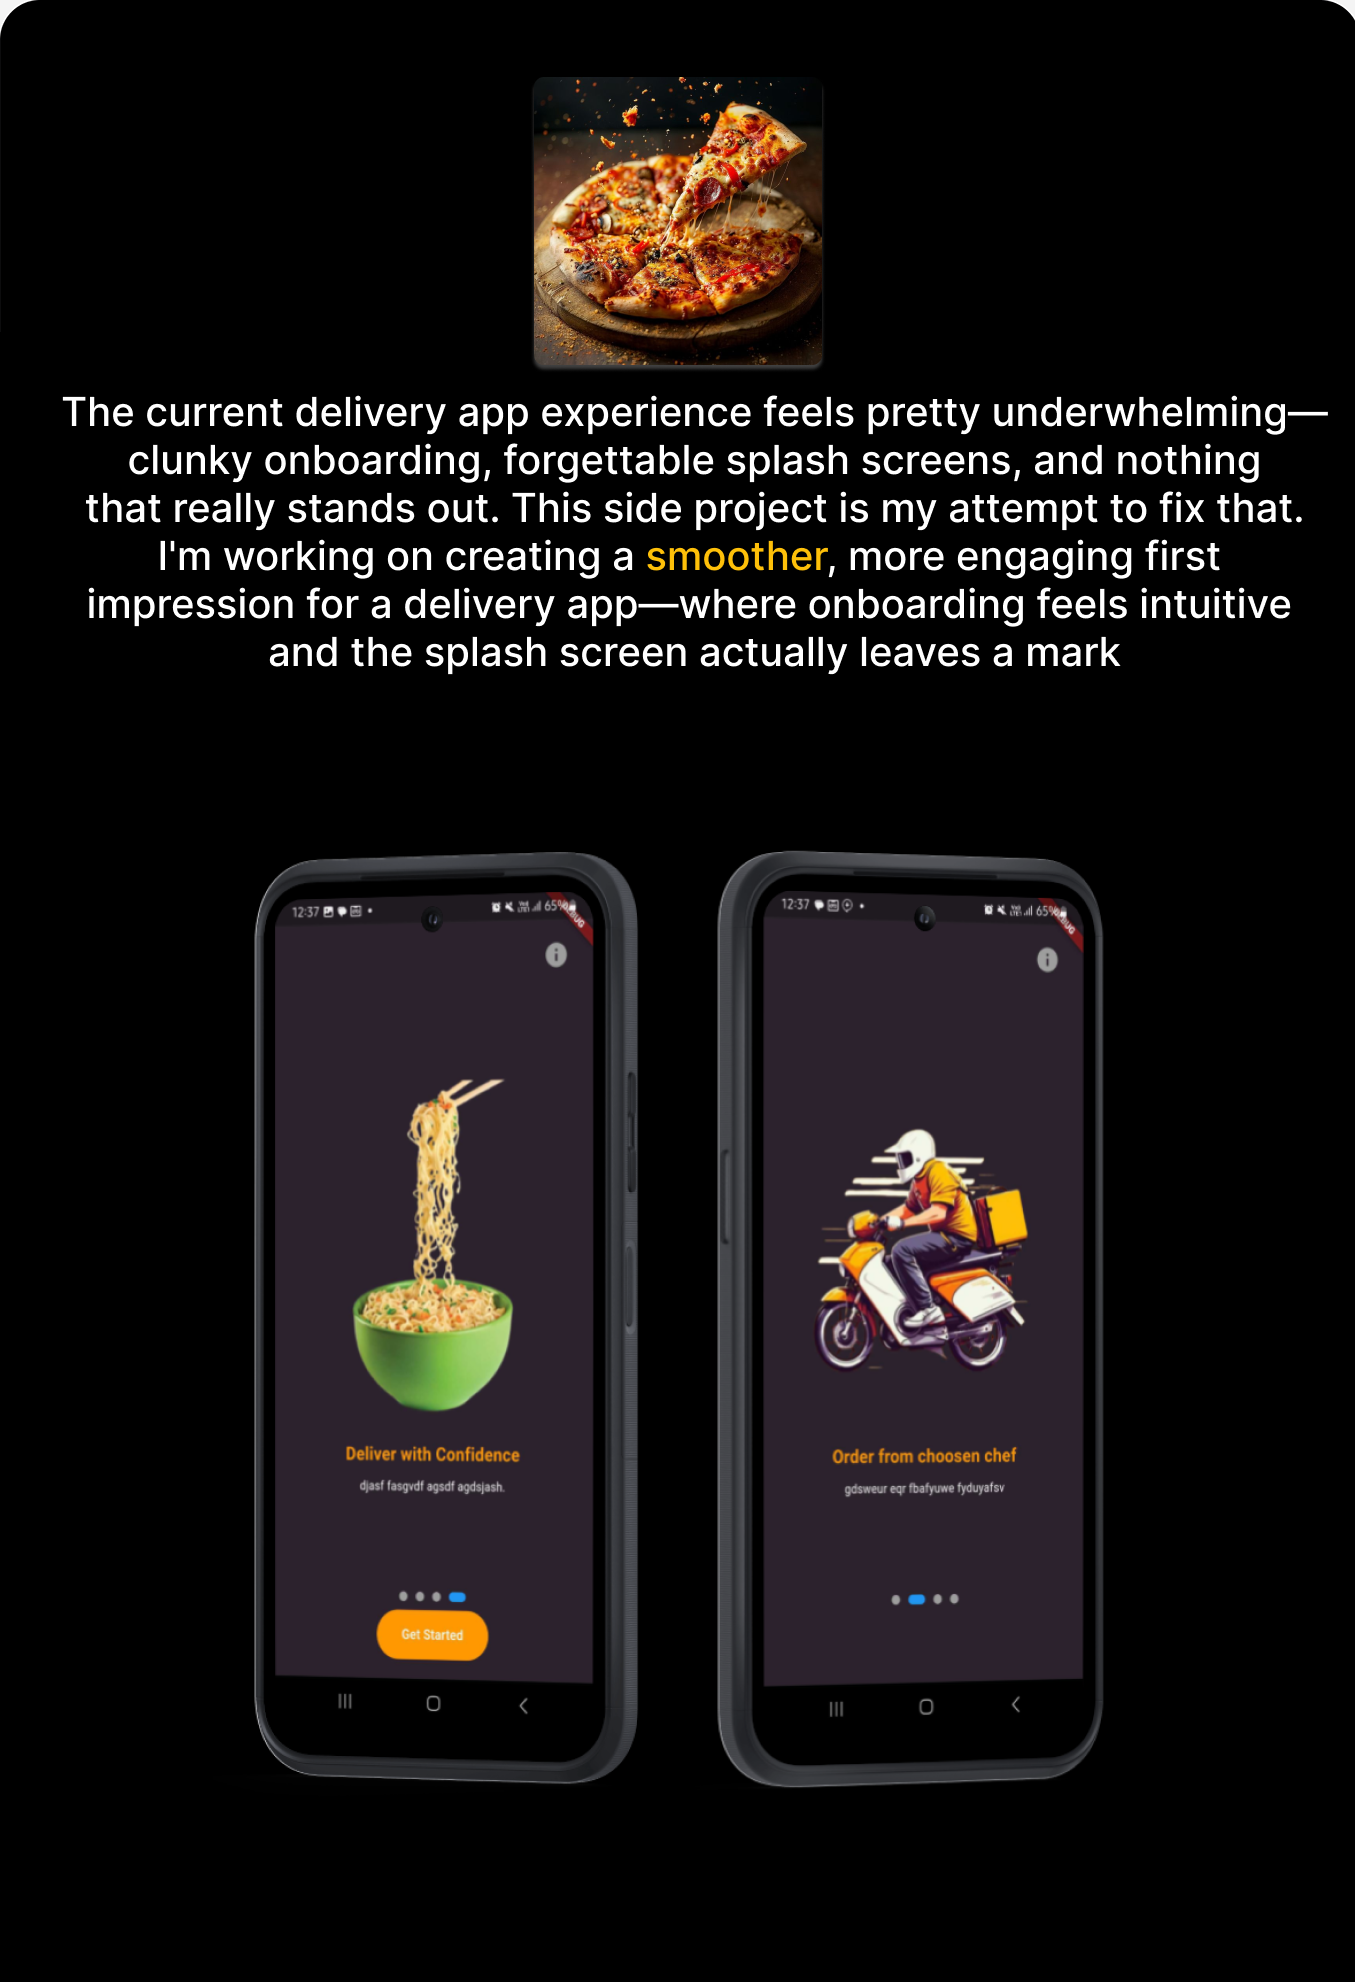 The current delivery app experience feels pretty underwhelming—
clunky onboarding, forgettable splash screens, and nothing
that really stands out. This side project is my attempt to fix that.
I'm working on creating a smoother, more engaging first
impression for a delivery app—where onboarding feels intuitive
and the splash screen actually leaves a mark
12:37 65%
12:37 65%
Deliver with Confidence
djasf fasgvdf agsdf agdsjash.
Get Started
Order from choosen chef
gdsweur eqr fbafyuwe fyduyafsv